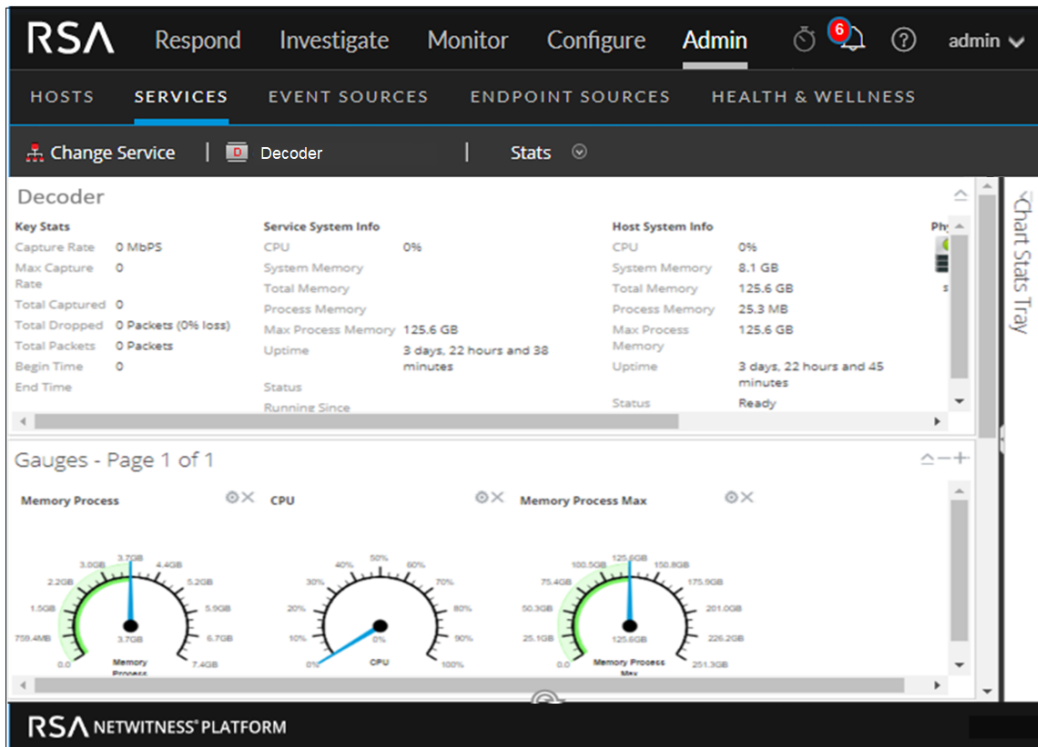 RSA Respond Investigate Monitor Configure Admin 6 ? admin
HOSTS SERVICES EVENT SOURCES ENDPOINT SOURCES HEALTH & WELLNESS
Change Service | D Decoder | Stats
Decoder
Key Stats
Capture Rate 0 MbPS
Max Capture Rate 0
Total Captured 0
Total Dropped 0 Packets (0% loss)
Total Packets 0 Packets
Begin Time 0
End Time
Service System Info
CPU 0%
System Memory
Total Memory
Process Memory
Max Process Memory 125.6 GB
Uptime 3 days, 22 hours and 38 minutes
Status
Running Since
Host System Info
CPU 0%
System Memory 8.1 GB
Total Memory 125.6 GB
Process Memory 25.3 MB
Max Process Memory 125.6 GB
Uptime 3 days, 22 hours and 45 minutes
Status Ready
Chart Stats Tray
Gauges - Page 1 of 1
Memory Process
0.0 759.4MB 1.5GB 2.2GB 3.0GB 3.7GB 4.4GB 5.2GB 5.9GB 6.7GB 7.4GB
3.7GB
Memory Process
CPU
0% 10% 20% 30% 40% 50% 60% 70% 80% 90% 100%
0%
CPU
Memory Process Max
0.0 25.1GB 50.3GB 75.4GB 100.5GB 125.6GB 150.8GB 175.9GB 201.0GB 226.2GB 251.3GB
125.6GB
Memory Process Max
RSA NETWITNESS® PLATFORM